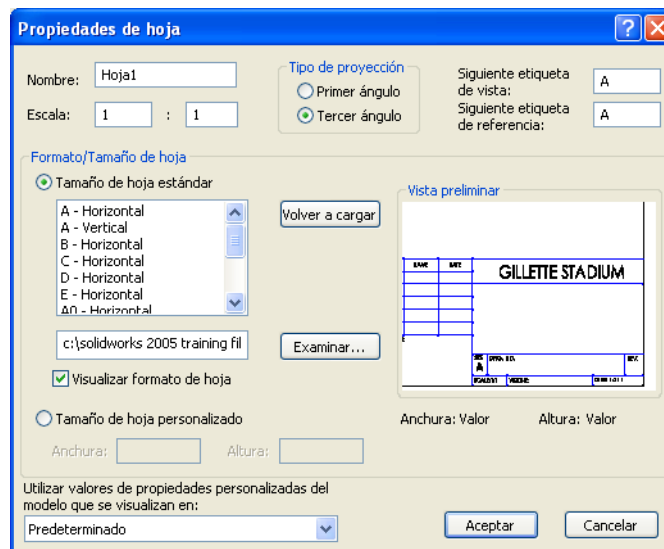 Propiedades de hoja
Nombre: Hoja1
Escala: 1 : 1
Tipo de proyección
Primer ángulo
Tercer ángulo
Siguiente etiqueta de vista: A
Siguiente etiqueta de referencia: A
Formato/Tamaño de hoja
Tamaño de hoja estándar
A - Horizontal
A - Vertical
B - Horizontal
C - Horizontal
D - Horizontal
E - Horizontal
A0 - Horizontal
Volver a cargar
c:\solidworks 2005 training fil
Examinar...
Visualizar formato de hoja
Tamaño de hoja personalizado
Anchura:
Altura:
Vista preliminar
NAME DATE
GILLETTE STADIUM
A
REV.
Anchura: Valor Altura: Valor
Utilizar valores de propiedades personalizadas del
modelo que se visualizan en:
Predeterminado
Aceptar
Cancelar